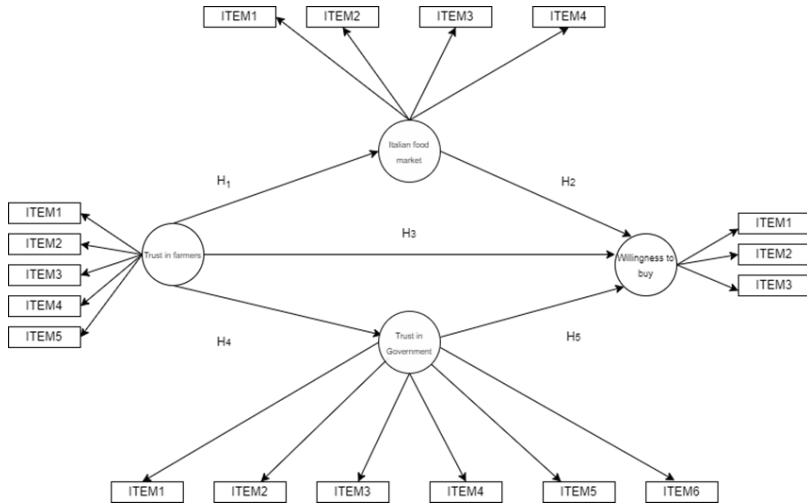 ITEM1
ITEM2
ITEM3
ITEM4
Italian food
market
H1
H2
ITEM1
ITEM2
ITEM3
ITEM4
ITEM5
Trust in farmers
H3
Willingness to
buy
ITEM1
ITEM2
ITEM3
H4
Trust in
Government
H5
ITEM1
ITEM2
ITEM3
ITEM4
ITEM5
ITEM6